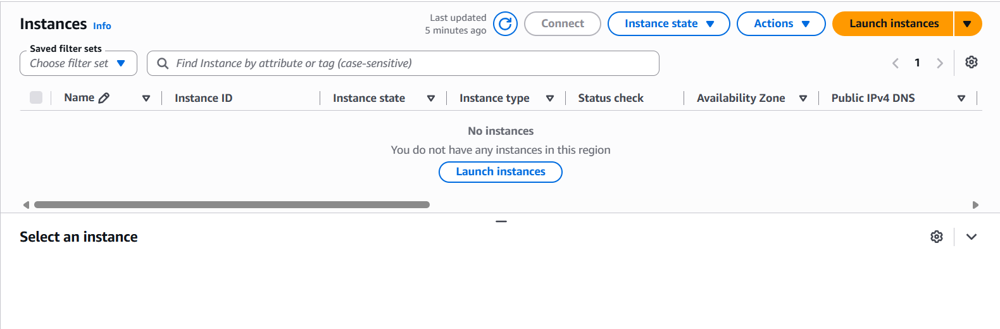 Instances Info
Last updated
5 minutes ago
Connect
Instance state
Actions
Launch instances
Saved filter sets
Choose filter set
Find Instance by attribute or tag (case-sensitive)
1
Name Instance ID Instance state Instance type Status check Availability Zone Public IPv4 DNS
No instances
You do not have any instances in this region
Launch instances
Select an instance